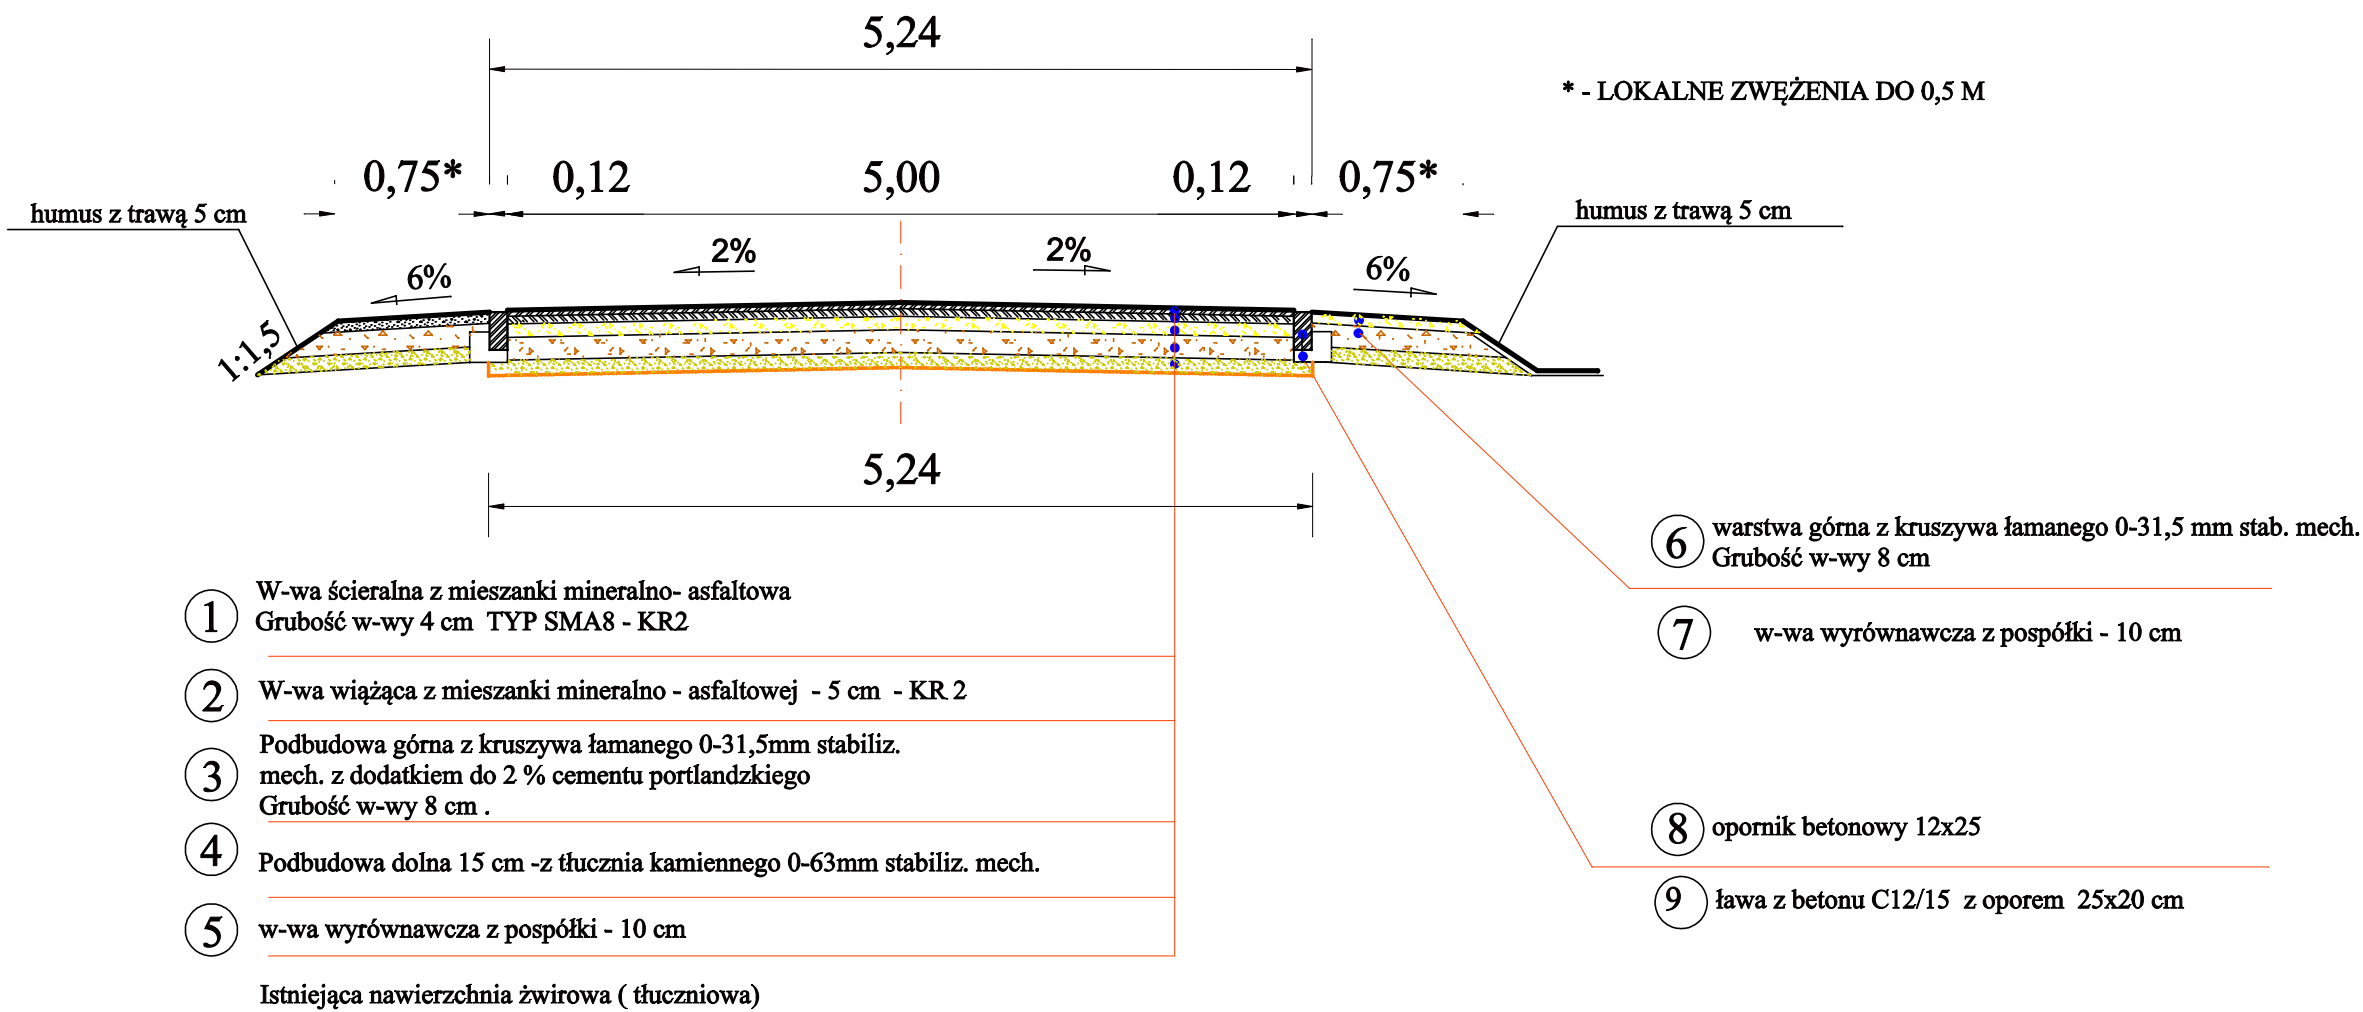 5,24
* - LOKALNE ZWĘŻENIA DO 0,5 M
0,75* 0,12 5,00 0,12 0,75*
humus z trawą 5 cm
humus z trawą 5 cm
2% 2%
6% 6%
1:1,5
5,24
1 W-wa ścieralna z mieszanki mineralno- asfaltowa
Grubość w-wy 4 cm TYP SMA8 - KR2
2 W-wa wiążąca z mieszanki mineralno - asfaltowej - 5 cm - KR 2
3 Podbudowa górna z kruszywa łamanego 0-31,5mm stabiliz.
mech. z dodatkiem do 2 % cementu portlandzkiego
Grubość w-wy 8 cm .
4 Podbudowa dolna 15 cm -z tłucznia kamiennego 0-63mm stabiliz. mech.
5 w-wa wyrównawcza z pospółki - 10 cm
Istniejąca nawierzchnia żwirowa ( tłuczniowa)
6 warstwa górna z kruszywa łamanego 0-31,5 mm stab. mech.
Grubość w-wy 8 cm
7 w-wa wyrównawcza z pospółki - 10 cm
8 opornik betonowy 12x25
9 ława z betonu C12/15 z oporem 25x20 cm